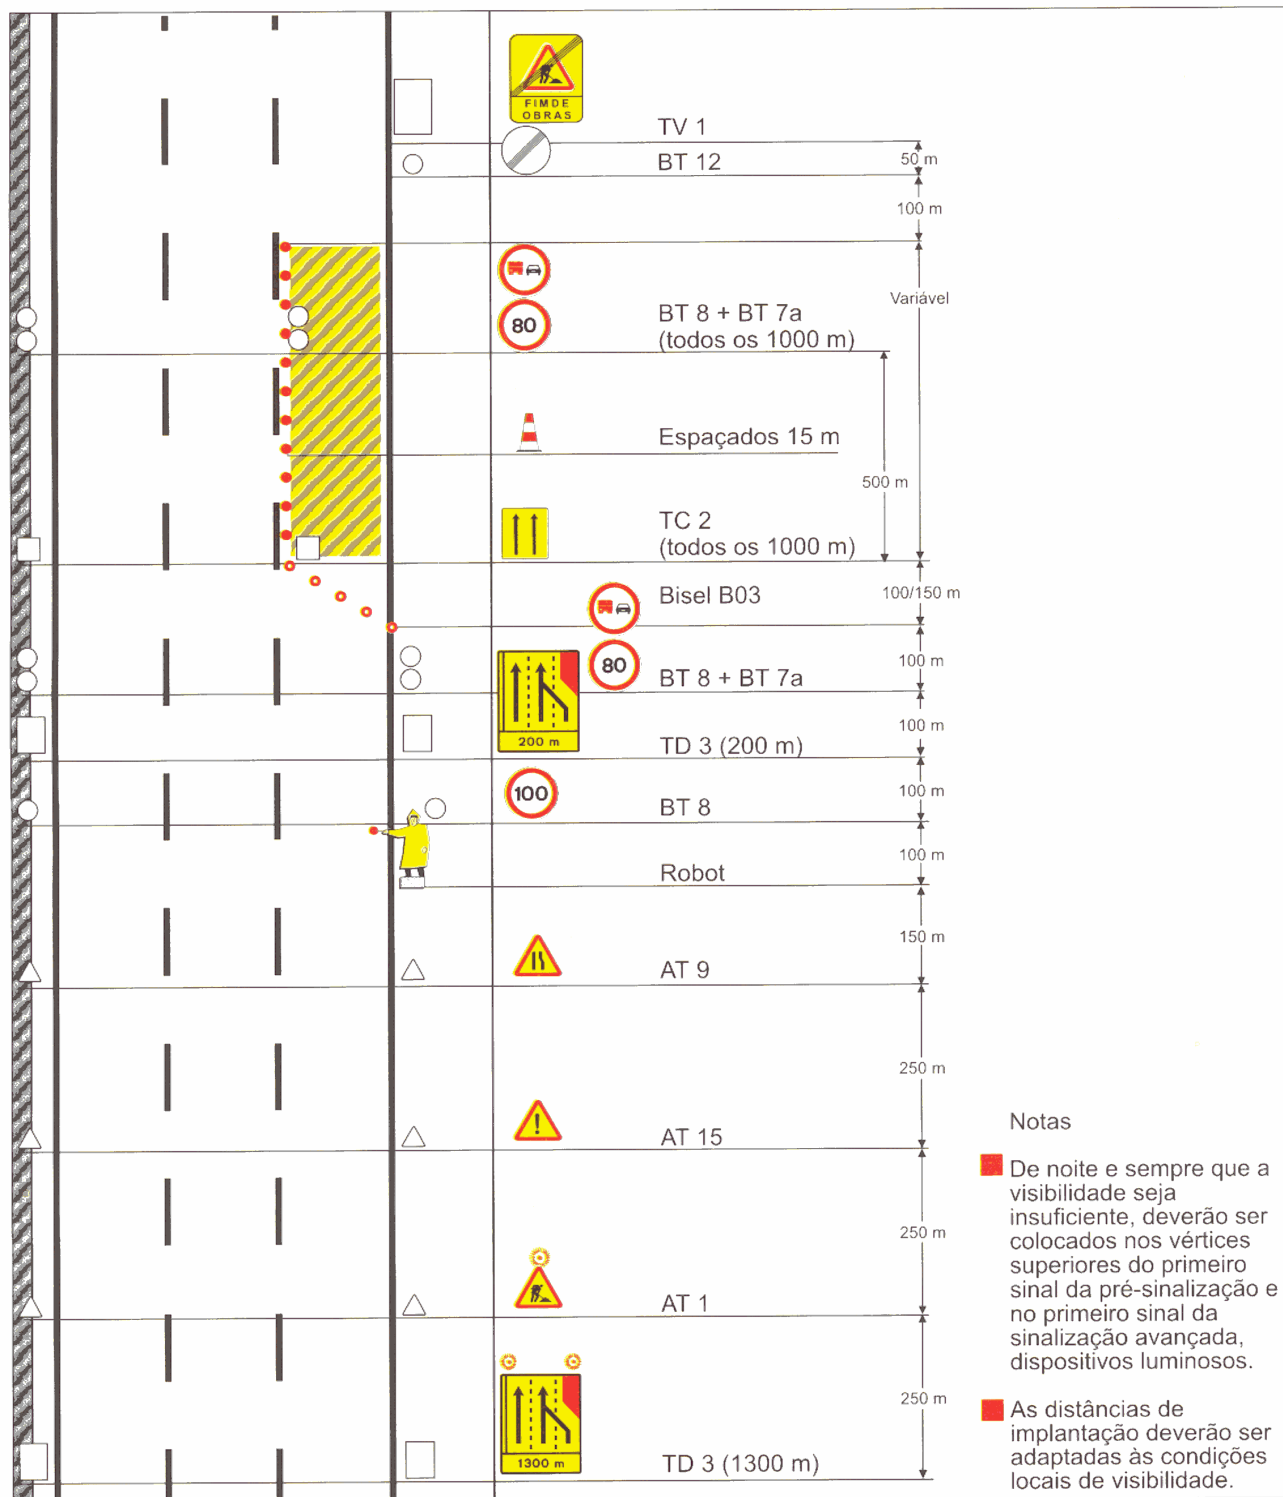 FIMDE
OBRAS
TV 1
BT 12
50 m
100 m
Variável
BT 8 + BT 7a
80
(todos os 1000 m)
Espaçados 15 m
500 m
TC 2
(todos os 1000 m)
Bisel B03
100/150 m
80
100 m
BT 8 + BT 7a
100 m
200 m
TD 3 (200 m)
100
100 m
BT 8
100 m
Robot
150 m
AT 9
250 m
AT 15
250 m
AT 1
250 m
1300 m
TD 3 (1300 m)
Notas
De noite e sempre que a
visibilidade seja
insuficiente, deverão ser
colocados nos vértices
superiores do primeiro
sinal da pré-sinalização e
no primeiro sinal da
sinalização avançada,
dispositivos luminosos.
As distâncias de
implantação deverão ser
adaptadas às condições
locais de visibilidade.